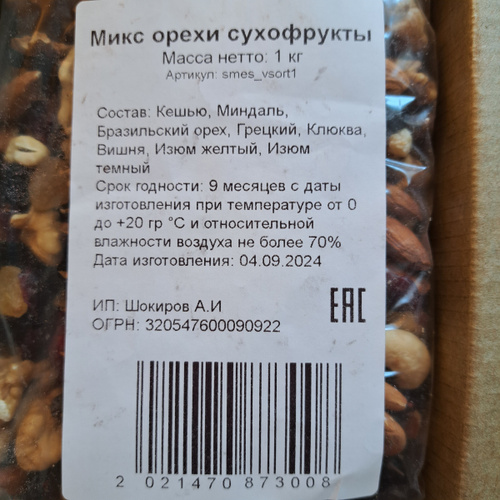 Микс орехи сухофрукты
Масса нетто: 1 кг
Артикул: smes_vsort1
Состав: Кешью, Миндаль,
Бразильский орех, Грецкий, Клюква,
Вишня, Изюм желтый, Изюм
темный
Срок годности: 9 месяцев с даты
изготовления при температуре от 0
до +20 гр °C и относительной
влажности воздуха не более 70%
Дата изготовления: 04.09.2024
ИП: Шокиров А.И
ОГРН: 320547600090922
EAC
2 021470 873008